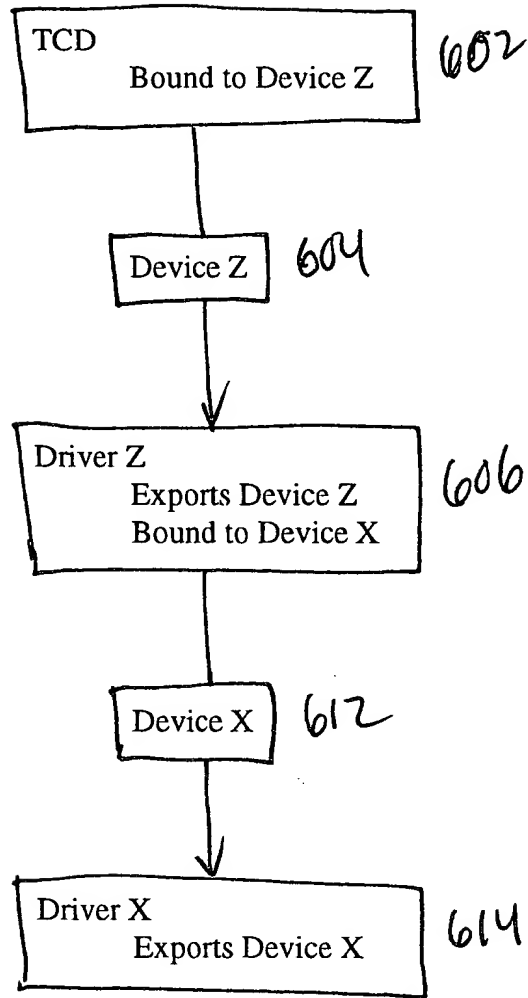 TCD
602
Bound to Device Z
Device Z
604
Driver Z
Exports Device Z
606
Bound to Device X
Device X
612
Driver X
614
Exports Device X